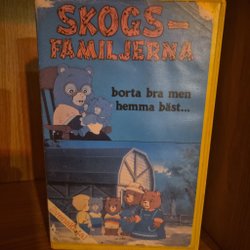 SKOGS-
FAMILJERNA
borta bra men
hemma bäst...